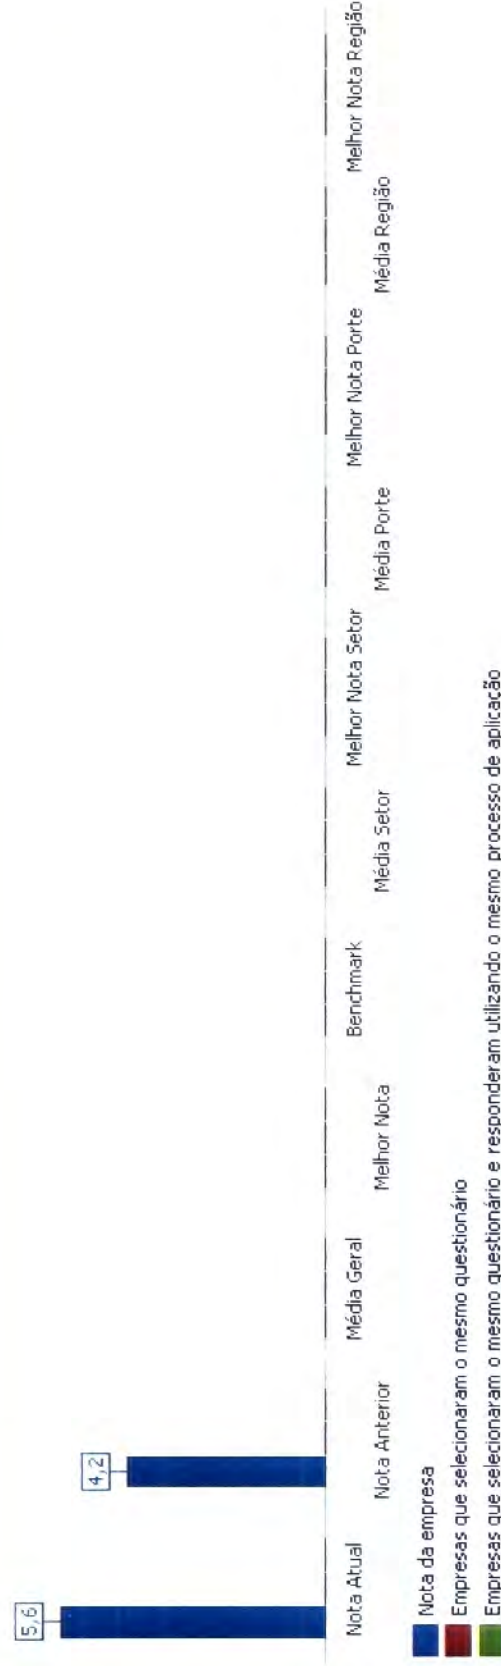 5,6
4,2
Nota Atual
Nota Anterior
Média Geral
Melhor Nota
Benchmark
Média Setor
Melhor Nota Setor
Média Porte
Melhor Nota Porte
Média Região
Melhor Nota Região
Nota da empresa
Empresas que selecionaram o mesmo questionário
Empresas que selecionaram o mesmo questionário e responderam utilizando o mesmo processo de aplicação